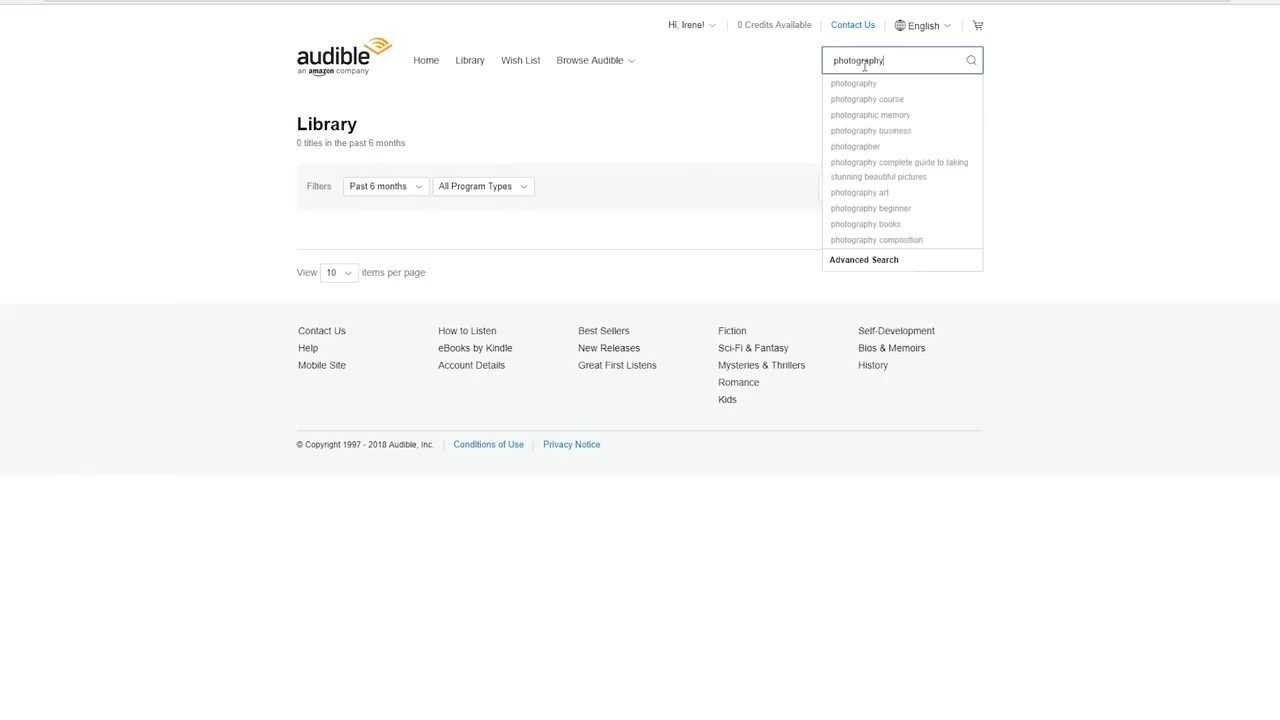 Hi, Irene! 0 Credits Available Contact Us English
audible
an amazon company
Home Library Wish List Browse Audible
photography
photography
photography course
photographic memory
photography business
photographer
photography complete guide to taking
stunning beautiful pictures
photography art
photography beginner
photography books
photography composition
Advanced Search
Library
0 titles in the past 6 months
Filters Past 6 months All Program Types
View 10 items per page
Contact Us How to Listen Best Sellers Fiction Self-Development
Help eBooks by Kindle New Releases Sci-Fi & Fantasy Bios & Memoirs
Mobile Site Account Details Great First Listens Mysteries & Thrillers History
Romance
Kids
© Copyright 1997 - 2018 Audible, Inc. Conditions of Use Privacy Notice